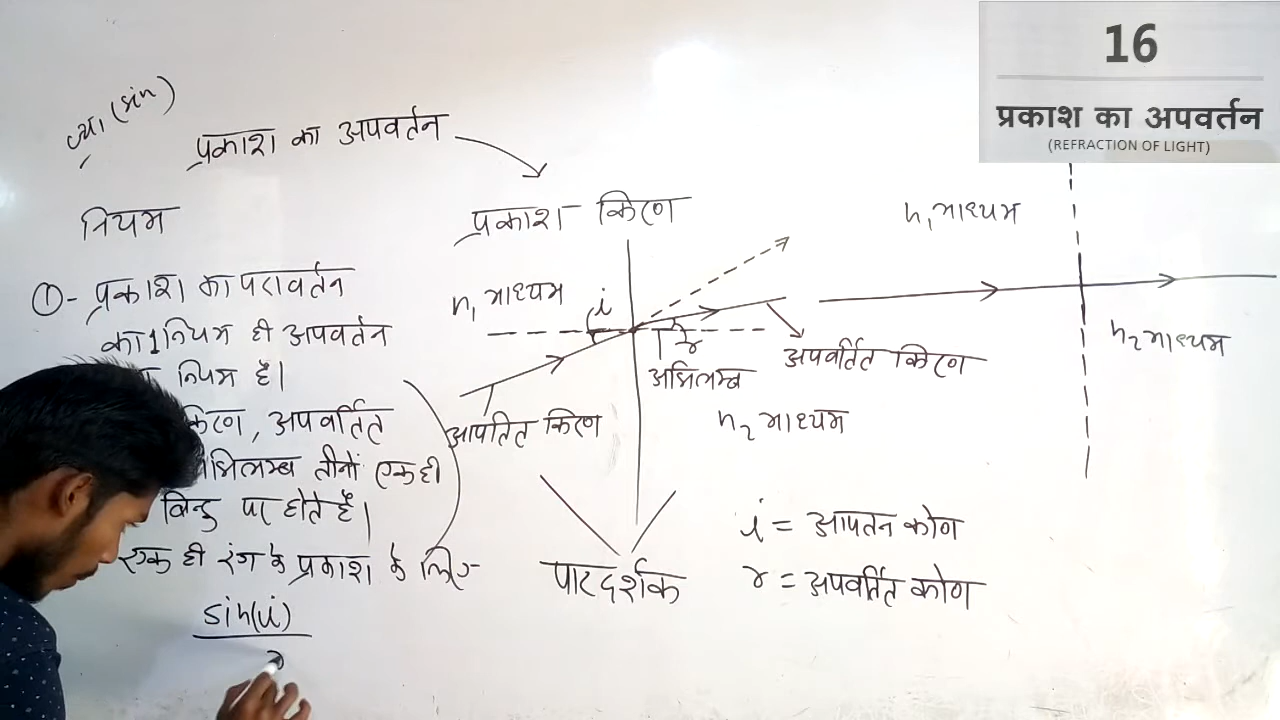 16
प्रकाश का अपवर्तन
(REFRACTION OF LIGHT)
ज्या (sin)
प्रकाश का अपवर्तन
नियम
प्रकाश किरण
n₁ माध्यम
①- प्रकाश का परावर्तन
का 1 नियम ही अपवर्तन
नियम है।
किरण, अपवर्तित
अभिलम्ब तीनों एक ही
बिन्दु पर होते हैं।
एक ही रंग के प्रकाश के लिए-
sin(i)
n₁ माध्यम
i
r
अभिलम्ब
अपवर्तित किरण
आपतित किरण
n₂ माध्यम
n₂ माध्यम
पारदर्शक
i = आपतन कोण
r = अपवर्तित कोण